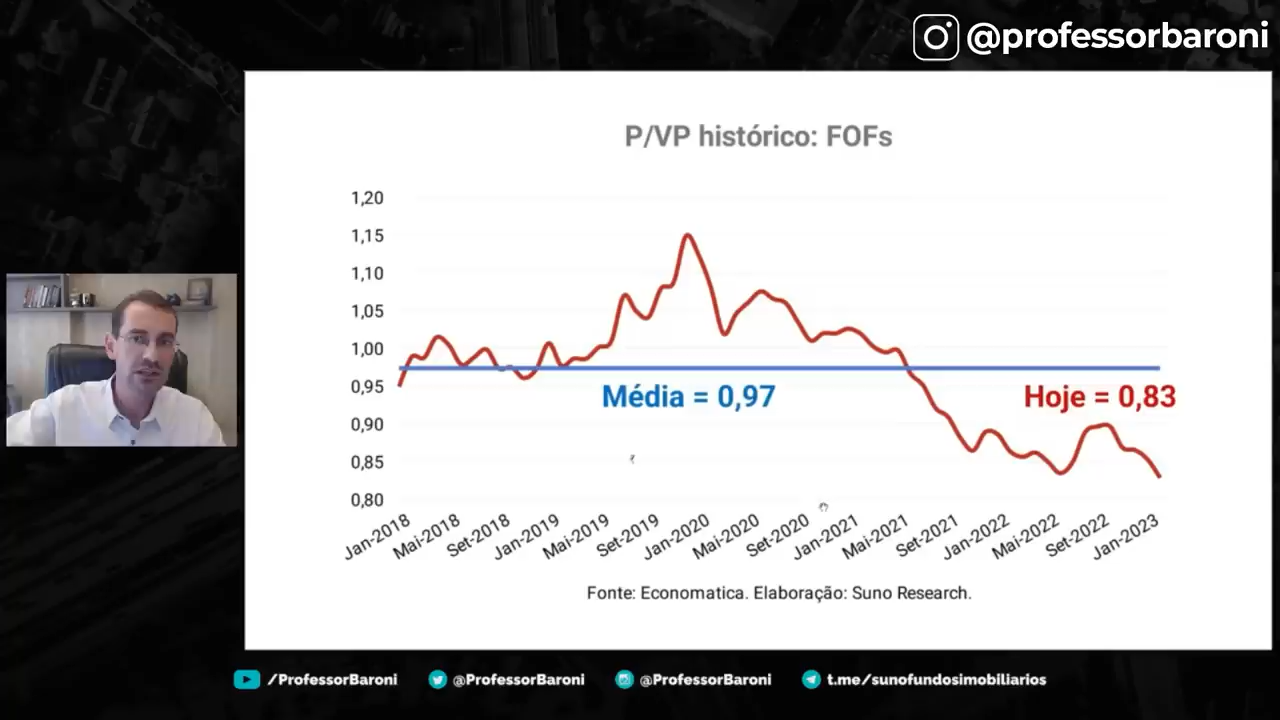 @professorbaroni
P/VP histórico: FOFs
1,20
1,15
1,10
1,05
1,00
0,95
0,90
0,85
0,80
Média = 0,97
Hoje = 0,83
Jan-2018
Mai-2018
Set-2018
Jan-2019
Mai-2019
Set-2019
Jan-2020
Mai-2020
Set-2020
Jan-2021
Mai-2021
Set-2021
Jan-2022
Mai-2022
Set-2022
Jan-2023
Fonte: Economatica. Elaboração: Suno Research.
/ProfessorBaroni
@ProfessorBaroni
@ProfessorBaroni
t.me/sunofundosimobiliarios